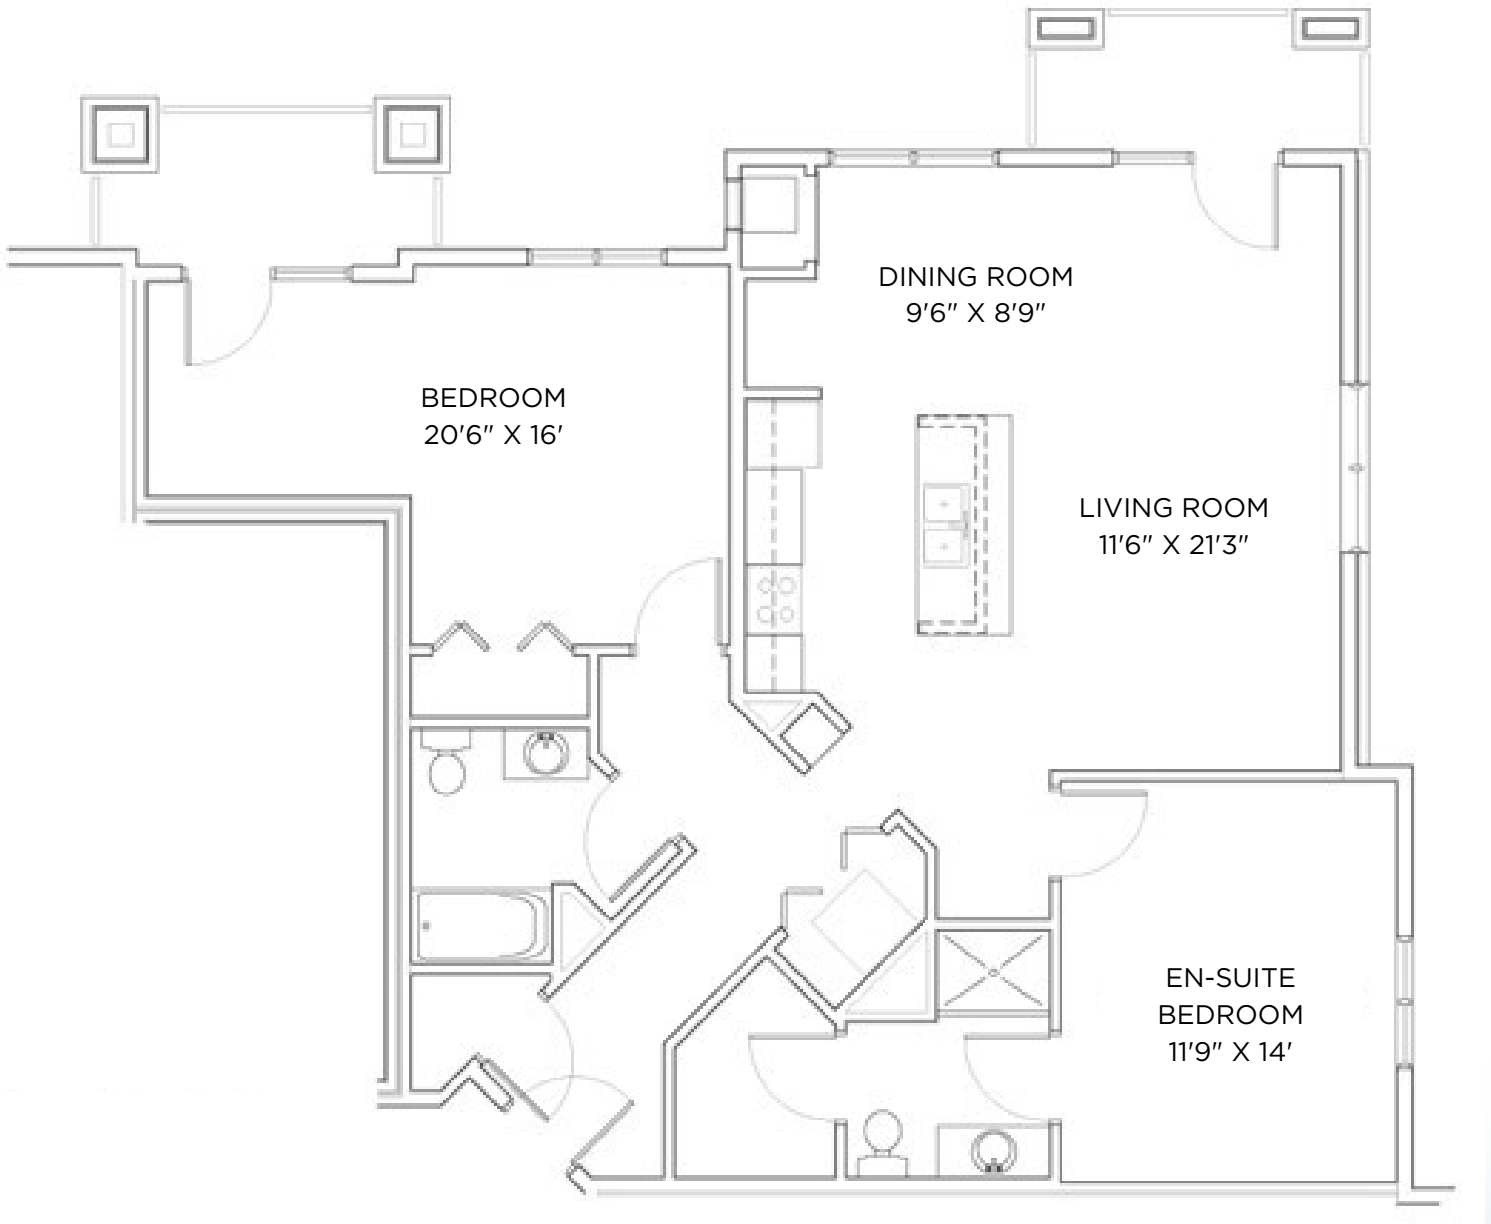 DINING ROOM
9'6" X 8'9"
BEDROOM
20'6" X 16'
LIVING ROOM
11'6" X 21'3"
EN-SUITE
BEDROOM
11'9" X 14'